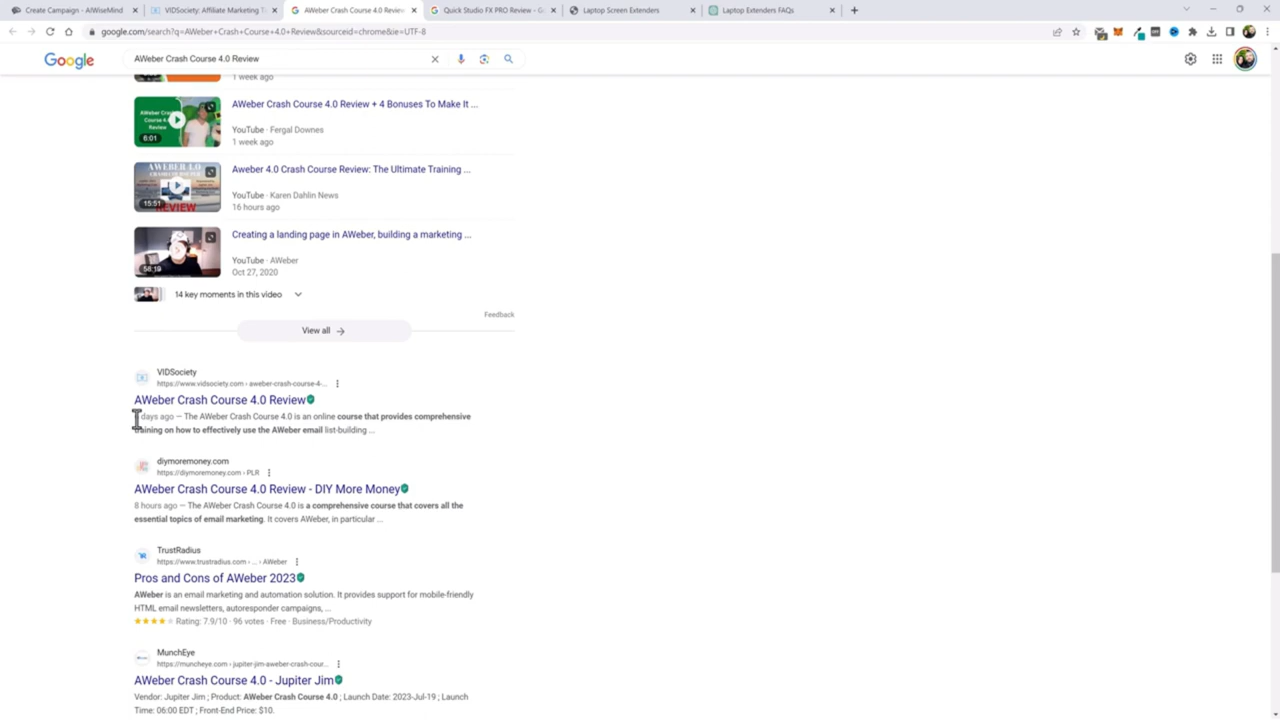 Create Campaign - AIWiseMind
VIDSociety: Affiliate Marketing T
AWeber Crash Course 4.0 Review
Quick Studio FX PRO Review - G
Laptop Screen Extenders
Laptop Extenders FAQs
google.com/search?q=AWeber+Crash+Course+4.0+Review&sourceid=chrome&ie=UTF-8
Google
AWeber Crash Course 4.0 Review
1 week ago
AWeber Crash Course 4.0 Review + 4 Bonuses To Make It ...
YouTube · Fergal Downes
1 week ago
6:01
Aweber 4.0 Crash Course Review: The Ultimate Training ...
YouTube · Karen Dahlin News
16 hours ago
15:51
REVIEW
Creating a landing page in AWeber, building a marketing ...
YouTube · AWeber
Oct 27, 2020
58:19
14 key moments in this video
Feedback
View all
VIDSociety
https://www.vidsociety.com › aweber-crash-course-4-...
AWeber Crash Course 4.0 Review
days ago — The AWeber Crash Course 4.0 is an online course that provides comprehensive
training on how to effectively use the AWeber email list-building ...
diymoremoney.com
https://diymoremoney.com › PLR
AWeber Crash Course 4.0 Review - DIY More Money
8 hours ago — The AWeber Crash Course 4.0 is a comprehensive course that covers all the
essential topics of email marketing. It covers AWeber, in particular ...
TrustRadius
https://www.trustradius.com › ... › AWeber
Pros and Cons of AWeber 2023
AWeber is an email marketing and automation solution. It provides support for mobile-friendly
HTML email newsletters, autoresponder campaigns, ...
Rating: 7.9/10 · 96 votes · Free · Business/Productivity
MunchEye
https://muncheye.com › jupiter-jim-aweber-crash-cour...
AWeber Crash Course 4.0 - Jupiter Jim
Vendor: Jupiter Jim ; Product: AWeber Crash Course 4.0 ; Launch Date: 2023-Jul-19 ; Launch
Time: 06:00 EDT ; Front-End Price: $10.